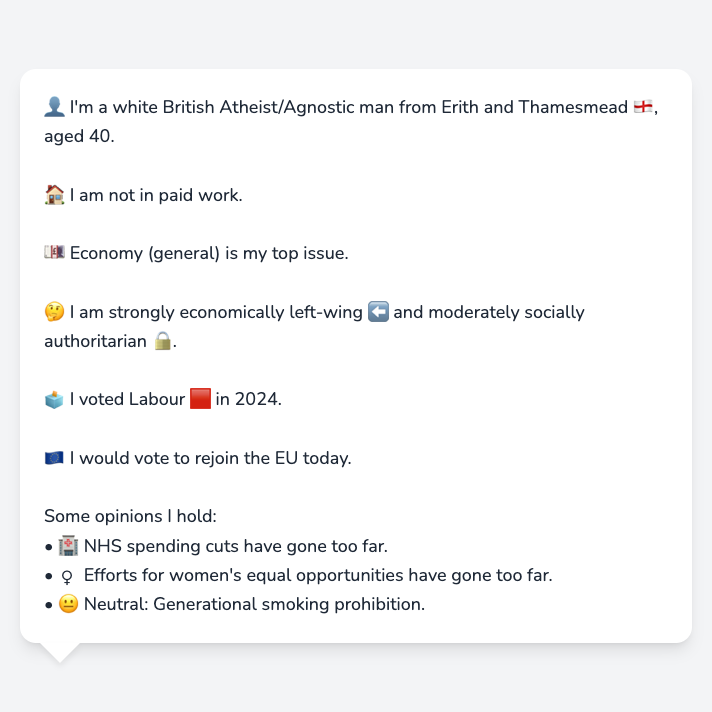 👤 I'm a white British Atheist/Agnostic man from Erith and Thamesmead 🏴󠁧󠁢󠁥󠁮󠁧󠁿,
aged 40.
🏠 I am not in paid work.
💷 Economy (general) is my top issue.
🤔 I am strongly economically left-wing ⬅️ and moderately socially
authoritarian 🔒.
🗳️ I voted Labour 🟥 in 2024.
🇪🇺 I would vote to rejoin the EU today.
Some opinions I hold:
• 🏥 NHS spending cuts have gone too far.
• ♀ Efforts for women's equal opportunities have gone too far.
• 😐 Neutral: Generational smoking prohibition.